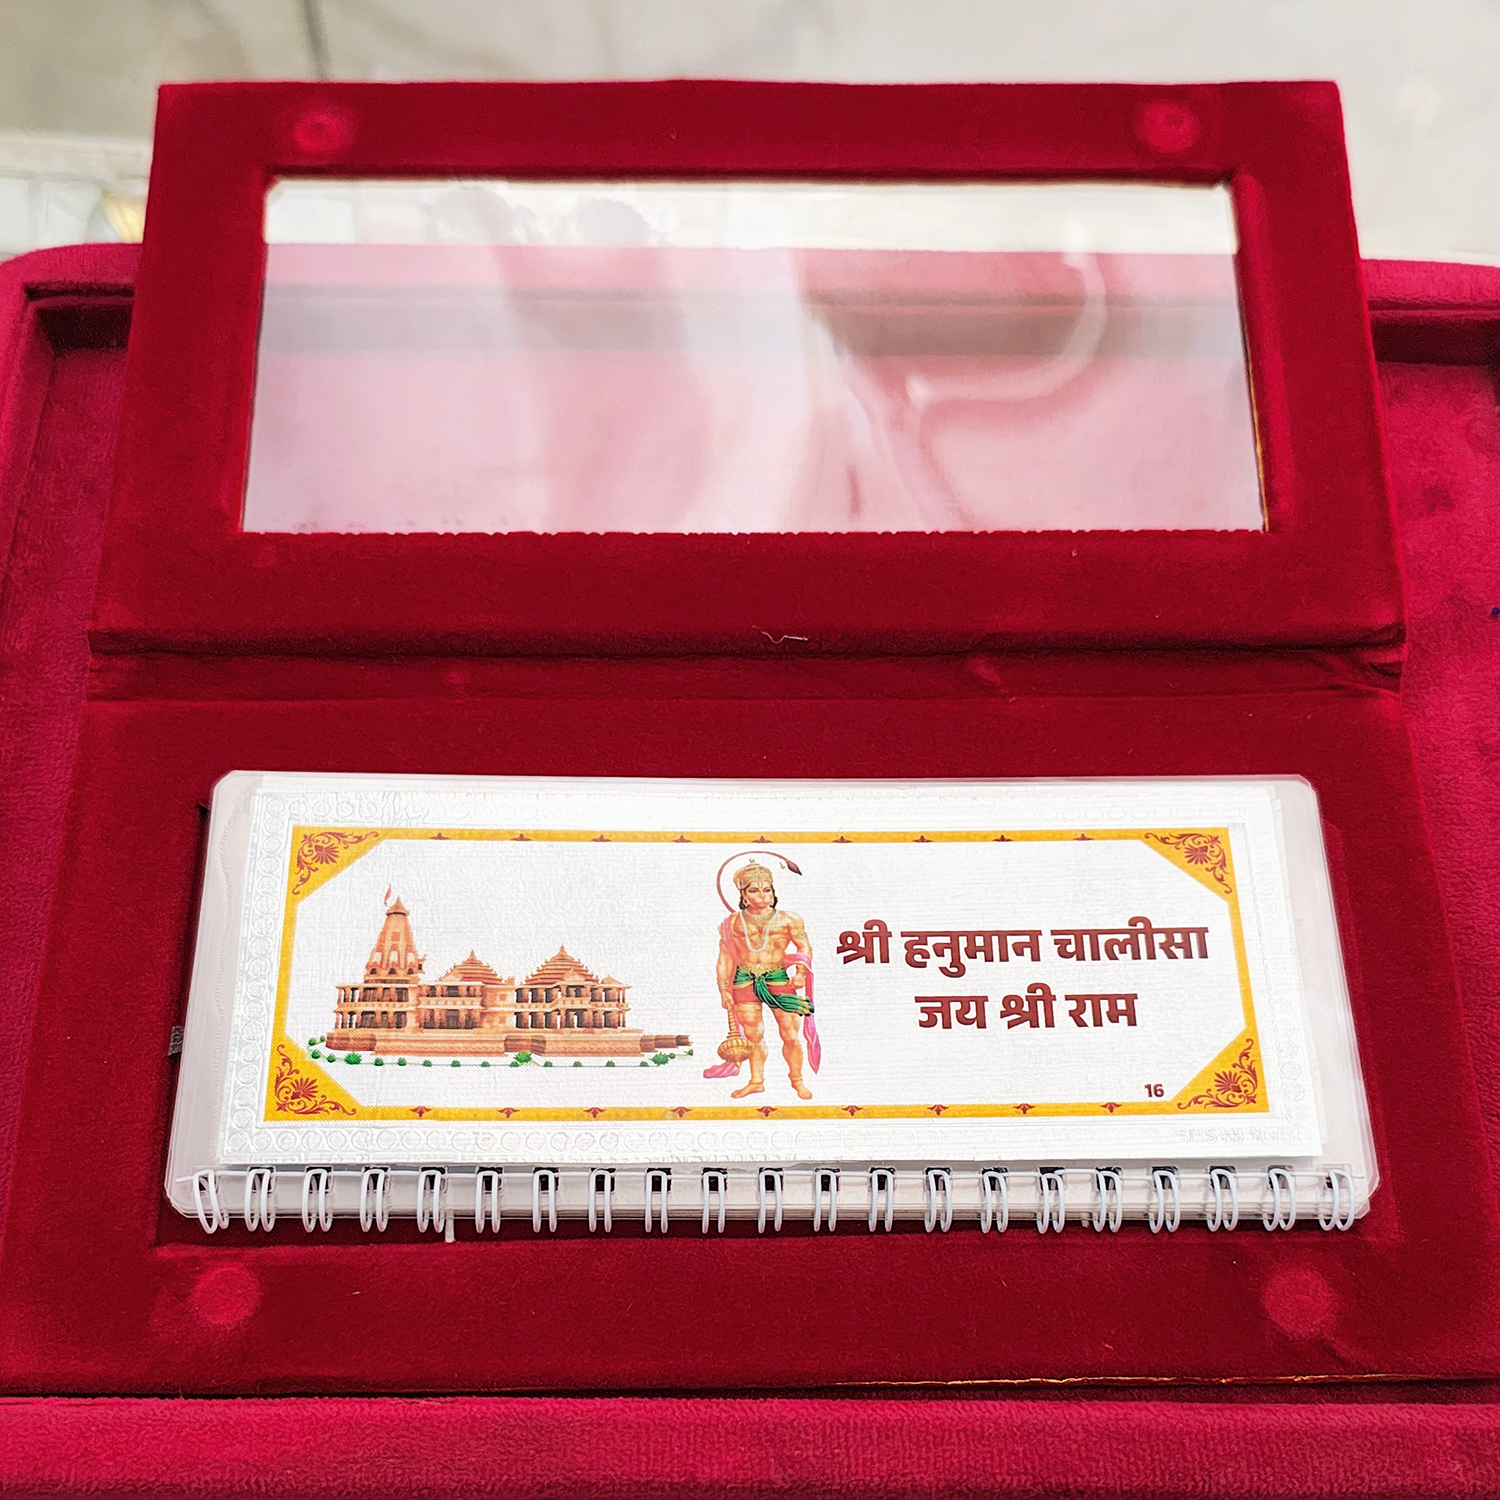 श्री हनुमान चालीसा
जय श्री राम
16